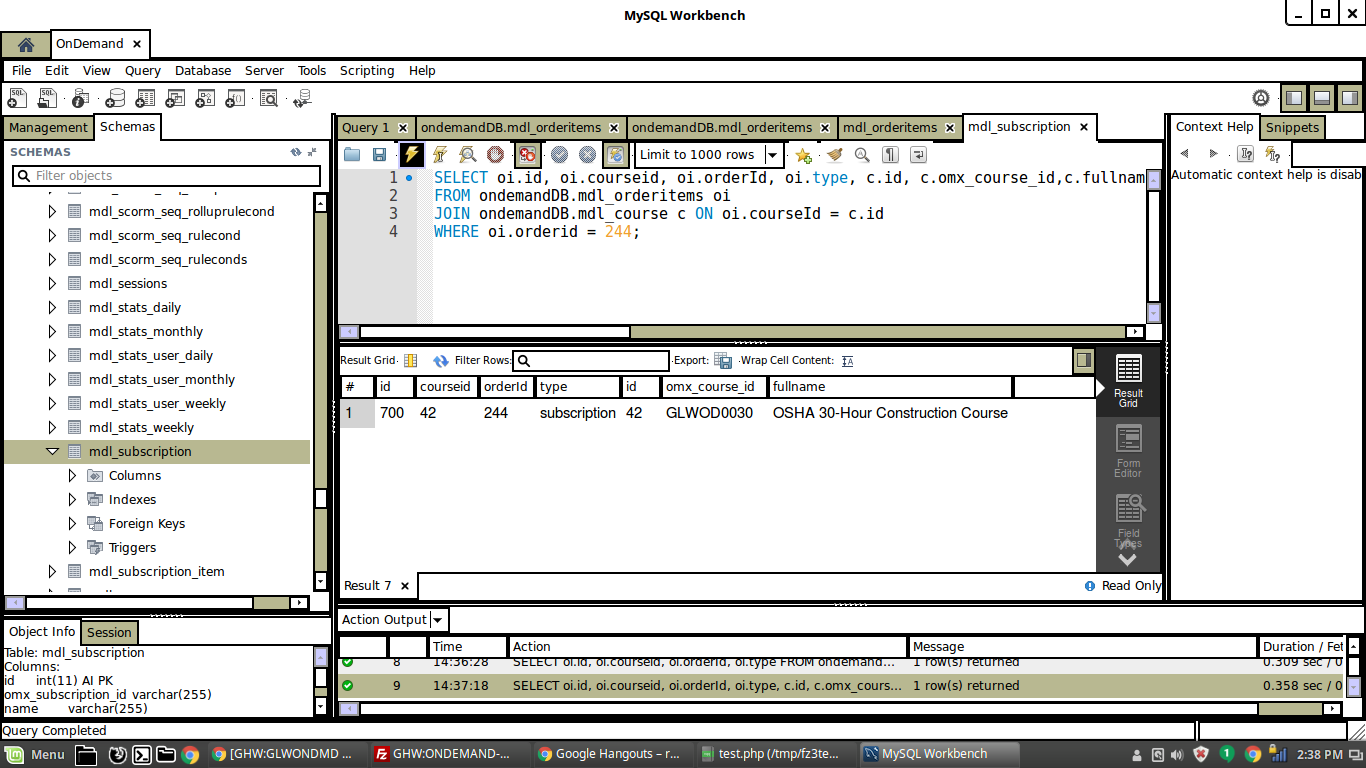 MySQL Workbench
OnDemand
File Edit View Query Database Server Tools Scripting Help
Management Schemas
SCHEMAS
Filter objects
mdl_scorm_seq_rolluprulecond
mdl_scorm_seq_rulecond
mdl_scorm_seq_ruleconds
mdl_sessions
mdl_stats_daily
mdl_stats_monthly
mdl_stats_user_daily
mdl_stats_user_monthly
mdl_stats_user_weekly
mdl_stats_weekly
mdl_subscription
Columns
Indexes
Foreign Keys
Triggers
mdl_subscription_item
Object Info Session
Table: mdl_subscription
Columns:
id int(11) AI PK
omx_subscription_id varchar(255)
name varchar(255)
Query 1 ondemandDB.mdl_orderitems ondemandDB.mdl_orderitems mdl_orderitems mdl_subscription
Limit to 1000 rows
1 SELECT oi.id, oi.courseid, oi.orderId, oi.type, c.id, c.omx_course_id,c.fullnam
2 FROM ondemandDB.mdl_orderitems oi
3 JOIN ondemandDB.mdl_course c ON oi.courseId = c.id
4 WHERE oi.orderid = 244;
Result Grid Filter Rows: Export: Wrap Cell Content:
# id courseid orderId type id omx_course_id fullname
1 700 42 244 subscription 42 GLWOD0030 OSHA 30-Hour Construction Course
Result Grid
Form Editor
Field Types
Result 7
Read Only
Context Help Snippets
Automatic context help is disab
Action Output
Time Action Message Duration / Fet
8 14:36:28 SELECT oi.id, oi.courseid, oi.orderId, oi.type FROM ondemand... 1 row(s) returned 0.309 sec / 0
9 14:37:18 SELECT oi.id, oi.courseid, oi.orderId, oi.type, c.id, c.omx_cours... 1 row(s) returned 0.358 sec / 0
Query Completed
Menu [GHW:GLWONDMD ... GHW:ONDEMAND-... Google Hangouts – r... test.php (/tmp/fz3te... MySQL Workbench 1 2:38 PM